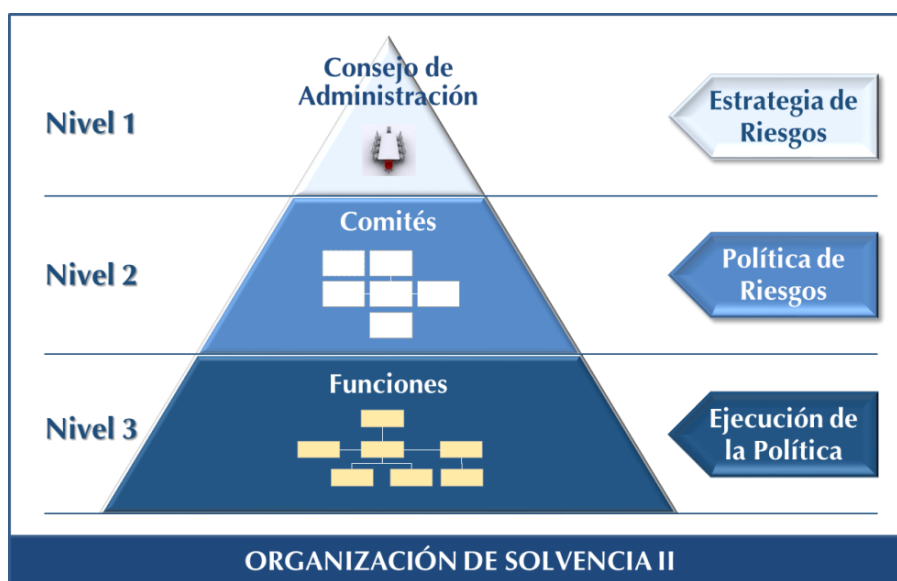 Consejo de
Administración
Nivel 1
Estrategia de
Riesgos
Comités
Nivel 2
Política de
Riesgos
Funciones
Nivel 3
Ejecución de
la Política
ORGANIZACIÓN DE SOLVENCIA II